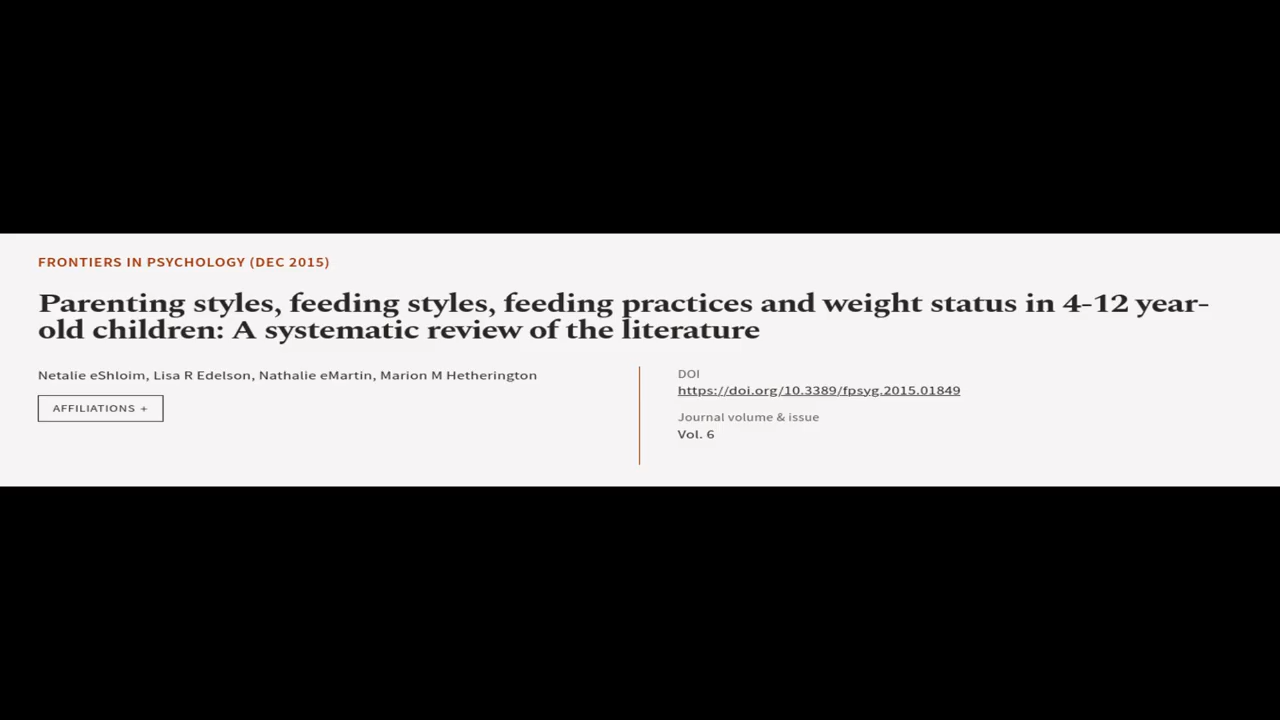 FRONTIERS IN PSYCHOLOGY (DEC 2015)
Parenting styles, feeding styles, feeding practices and weight status in 4-12 year-
old children: A systematic review of the literature
Netalie eShloim, Lisa R Edelson, Nathalie eMartin, Marion M Hetherington
AFFILIATIONS +
DOI
https://doi.org/10.3389/fpsyg.2015.01849
Journal volume & issue
Vol. 6